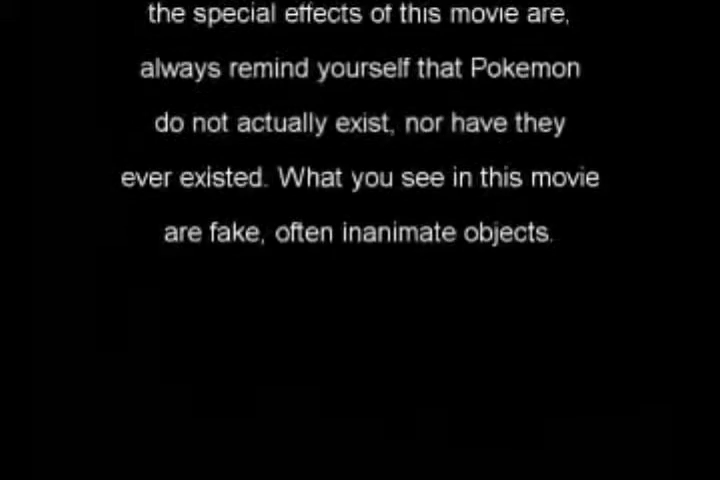 the special effects of this movie are,
always remind yourself that Pokemon
do not actually exist, nor have they
ever existed. What you see in this movie
are fake, often inanimate objects.